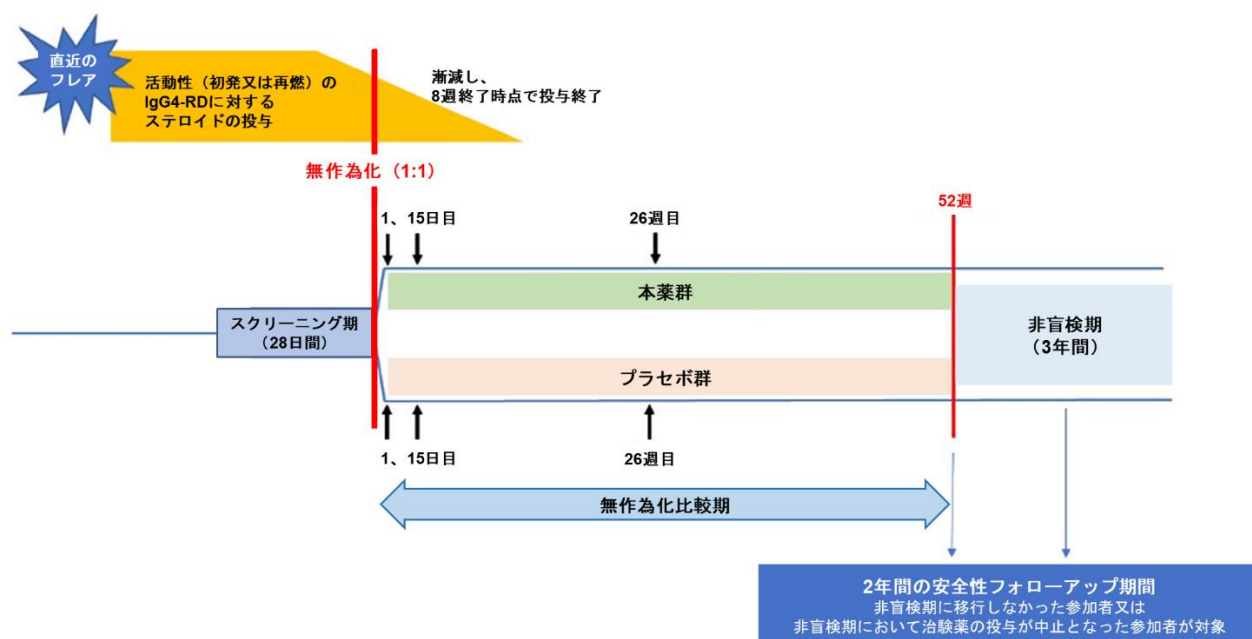 直近の
フレア
活動性（初発又は再燃）の
IgG4-RDに対する
ステロイドの投与
漸減し、
8週終了時点で投与終了
無作為化（1:1）
52週
1、15日目
26週目
本薬群
スクリーニング期
（28日間）
非盲検期
（3年間）
プラセボ群
1、15日目
26週目
無作為化比較期
2年間の安全性フォローアップ期間
非盲検期に移行しなかった参加者又は
非盲検期において治験薬の投与が中止となった参加者が対象